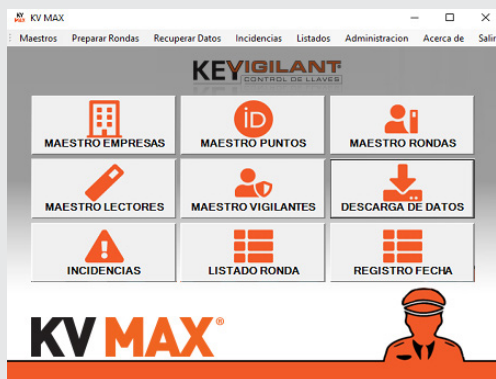 KV MAX
Maestros Preparar Rondas Recuperar Datos Incidencias Listados Administracion Acerca de Salir
KEYVIGILANT
CONTROL DE LLAVES
iD
MAESTRO EMPRESAS MAESTRO PUNTOS MAESTRO RONDAS
MAESTRO LECTORES MAESTRO VIGILANTES DESCARGA DE DATOS
INCIDENCIAS LISTADO RONDA REGISTRO FECHA
KV MAX®